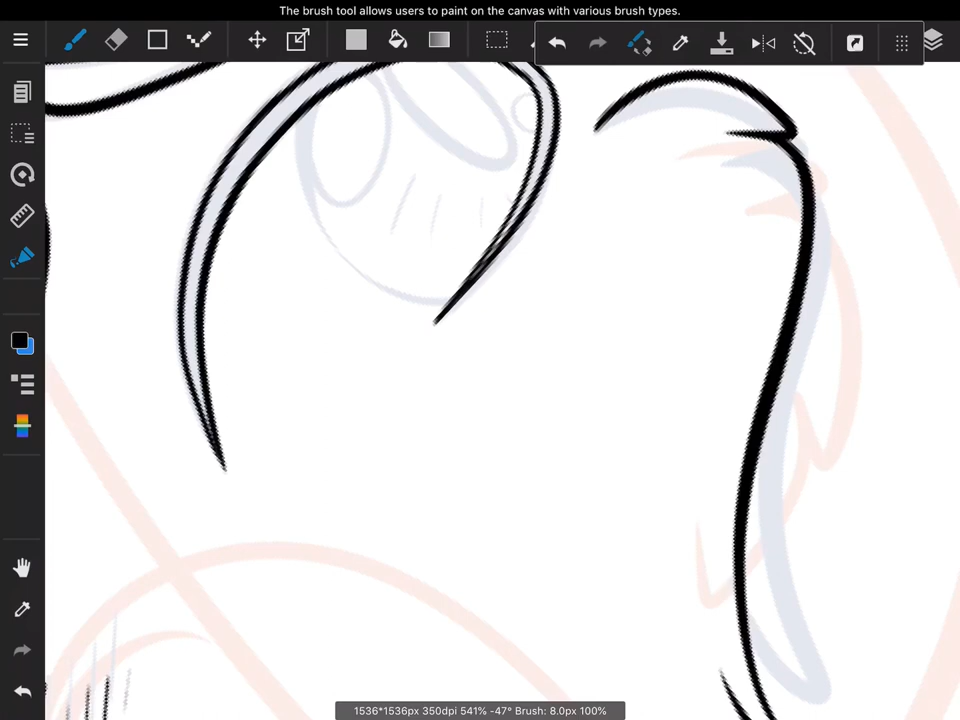 The brush tool allows users to paint on the canvas with various brush types.
1536*1536px 350dpi 541% -47° Brush: 8.0px 100%